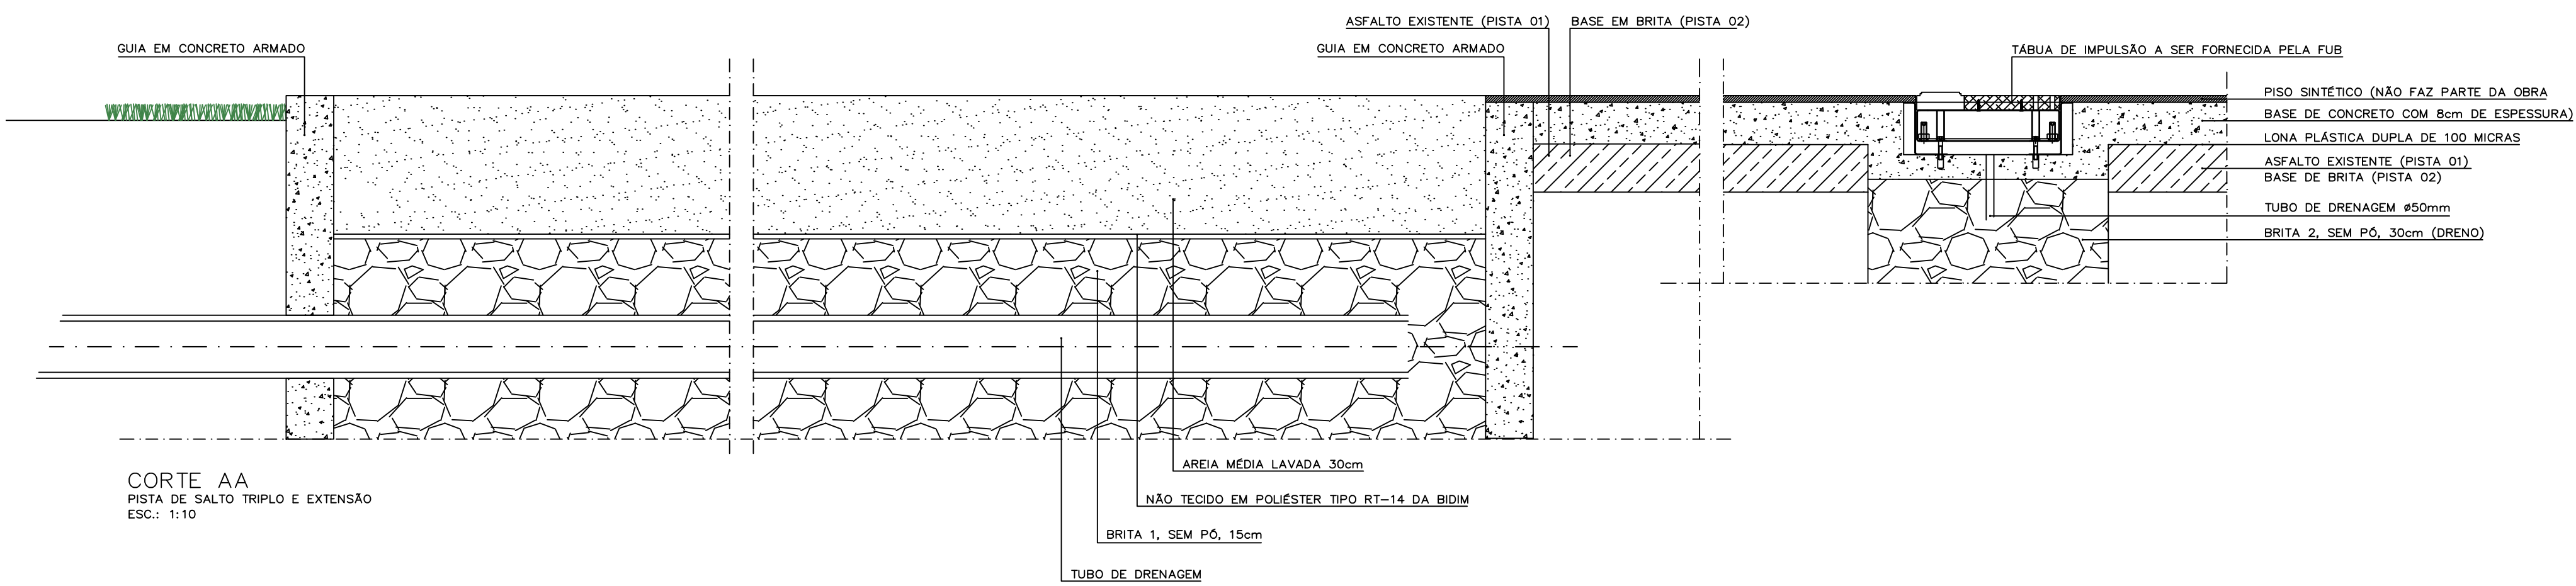 ASFALTO EXISTENTE (PISTA 01)
BASE EM BRITA (PISTA 02)
GUIA EM CONCRETO ARMADO
GUIA EM CONCRETO ARMADO
TÁBUA DE IMPULSÃO A SER FORNECIDA PELA FUB
PISO SINTÉTICO (NÃO FAZ PARTE DA OBRA
BASE DE CONCRETO COM 8cm DE ESPESSURA)
LONA PLÁSTICA DUPLA DE 100 MICRAS
ASFALTO EXISTENTE (PISTA 01)
BASE DE BRITA (PISTA 02)
TUBO DE DRENAGEM ø50mm
BRITA 2, SEM PÓ, 30cm (DRENO)
AREIA MÉDIA LAVADA 30cm
NÃO TECIDO EM POLIÉSTER TIPO RT-14 DA BIDIM
BRITA 1, SEM PÓ, 15cm
TUBO DE DRENAGEM
CORTE AA
PISTA DE SALTO TRIPLO E EXTENSÃO
ESC.: 1:10